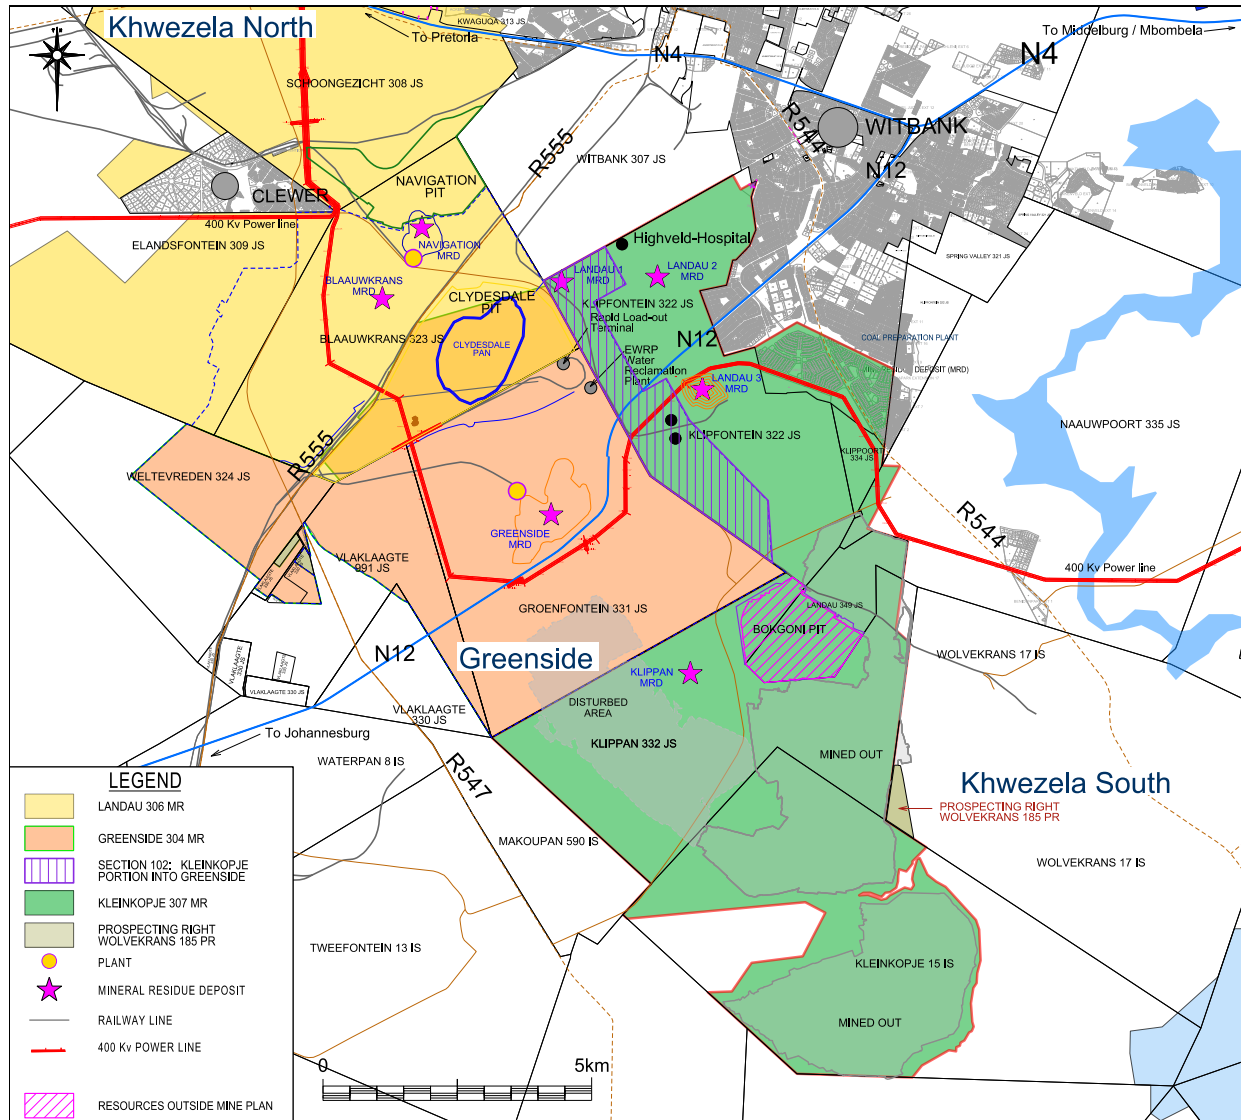 Khwezela North
KWAGUQA 313 JS
To Pretoria
N4
To Middelburg / Mbombela
N4
SCHOONGEZICHT 308 JS
R555
R544
WITBANK
WITBANK 307 JS
N12
NAVIGATION
PIT
CLEWER
400 Kv Power line
ELANDSFONTEIN 309 JS
NAVIGATION
MRD
Highveld-Hospital
SPRING VALLEY 321 JS
BLAAUWKRANS
MRD
LANDAU 1
MRD
LANDAU 2
MRD
CLYDESDALE
PIT
KLIPFONTEIN 322 JS
Rapid Load-out
Terminal
BLAAUWKRANS 323 JS
CLYDESDALE
PAN
N12
COAL PREPARATION PLANT
EWRP
Water
Reclamation
Plant
LANDAU 3
MRD
DEPOSIT (MRD)
NAAUWPOORT 335 JS
KLIPFONTEIN 322 JS
KLIPPOORT
334 JS
R555
WELTEVREDEN 324 JS
GREENSIDE
MRD
R544
VLAKLAAGTE
991 JS
400 Kv Power line
GROENFONTEIN 331 JS
LANDAU 349 JS
BOKGONI PIT
Greenside
N12
WOLVEKRANS 17 IS
VLAKLAAGTE
330 JS
VLAKLAAGTE 330 JS
KLIPPAN
MRD
DISTURBED
AREA
VLAKLAAGTE
330 JS
To Johannesburg
KLIPPAN 332 JS
MINED OUT
WATERPAN 8 IS
R547
Khwezela South
PROSPECTING RIGHT
WOLVEKRANS 185 PR
MAKOUPAN 590 IS
WOLVEKRANS 17 IS
TWEEFONTEIN 13 IS
KLEINKOPJE 15 IS
MINED OUT
LEGEND
LANDAU 306 MR
GREENSIDE 304 MR
SECTION 102: KLEINKOPJE
PORTION INTO GREENSIDE
KLEINKOPJE 307 MR
PROSPECTING RIGHT
WOLVEKRANS 185 PR
PLANT
MINERAL RESIDUE DEPOSIT
RAILWAY LINE
400 Kv POWER LINE
RESOURCES OUTSIDE MINE PLAN
0
5km